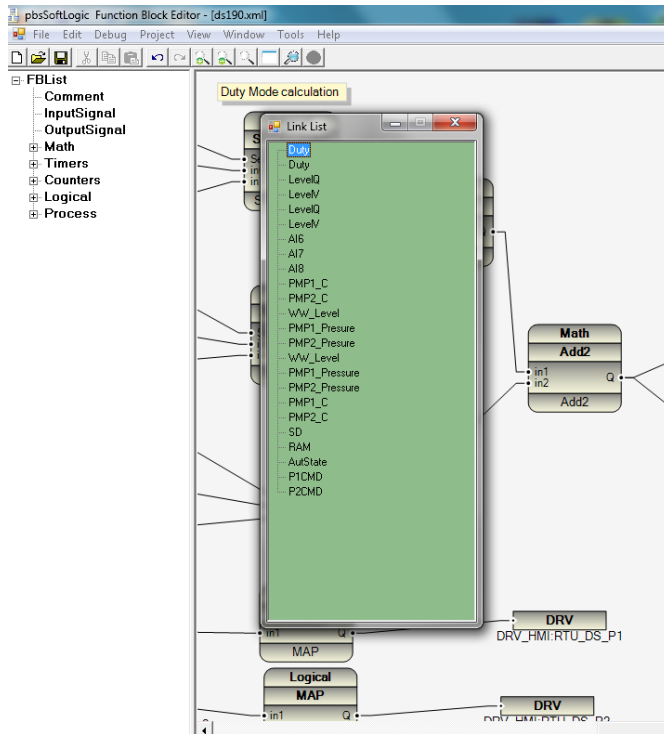 pbsSoftLogic Function Block Editor - [ds190.xml]
File Edit Debug Project View Window Tools Help
FBList
Comment
InputSignal
OutputSignal
Math
Timers
Counters
Logical
Process
Duty Mode calculation
Link List
Duty
Duty
LevelQ
LevelV
LevelQ
LevelV
AI6
AI7
AI8
PMP1_C
PMP2_C
WW_Level
PMP1_Presure
PMP2_Presure
WW_Level
PMP1_Pressure
PMP2_Pressure
PMP1_C
PMP2_C
SD
RAM
AutState
P1CMD
P2CMD
Math
Add2
in1 Q
in2
Add2
DRV
DRV_HMI:RTU_DS_P1
in1 Q
MAP
Logical
MAP
in1 Q
DRV